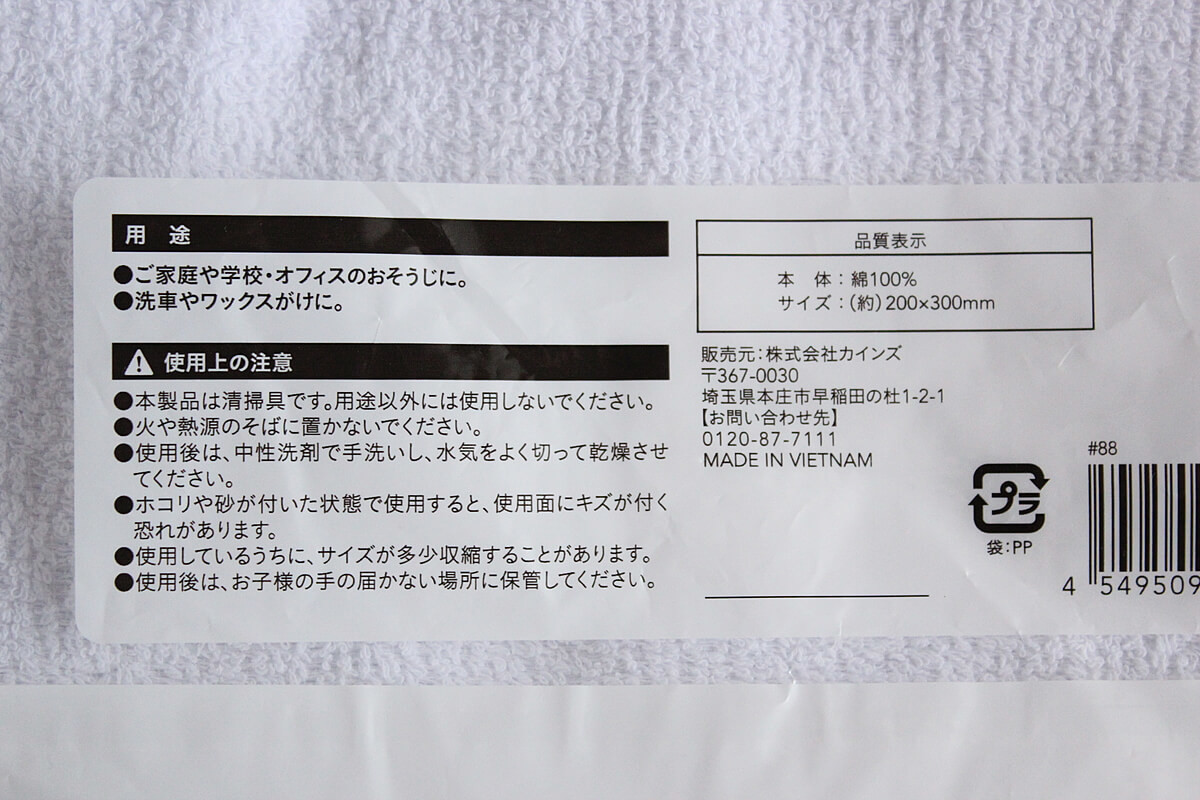 用 途
●ご家庭や学校・オフィスのおそうじに。
●洗車やワックスがけに。
使用上の注意
●本製品は清掃具です。用途以外には使用しないでください。
●火や熱源のそばに置かないでください。
●使用後は、中性洗剤で手洗いし、水気をよく切って乾燥させ
てください。
●ホコリや砂が付いた状態で使用すると、使用面にキズが付く
恐れがあります。
●使用しているうちに、サイズが多少収縮することがあります。
●使用後は、お子様の手の届かない場所に保管してください。
品質表示
本 体：綿100%
サイズ：(約)200×300mm
販売元：株式会社カインズ
〒367-0030
埼玉県本庄市早稲田の杜1-2-1
【お問い合わせ先】
0120-87-7111
MADE IN VIETNAM
プラ
袋：PP
#88
4 549509